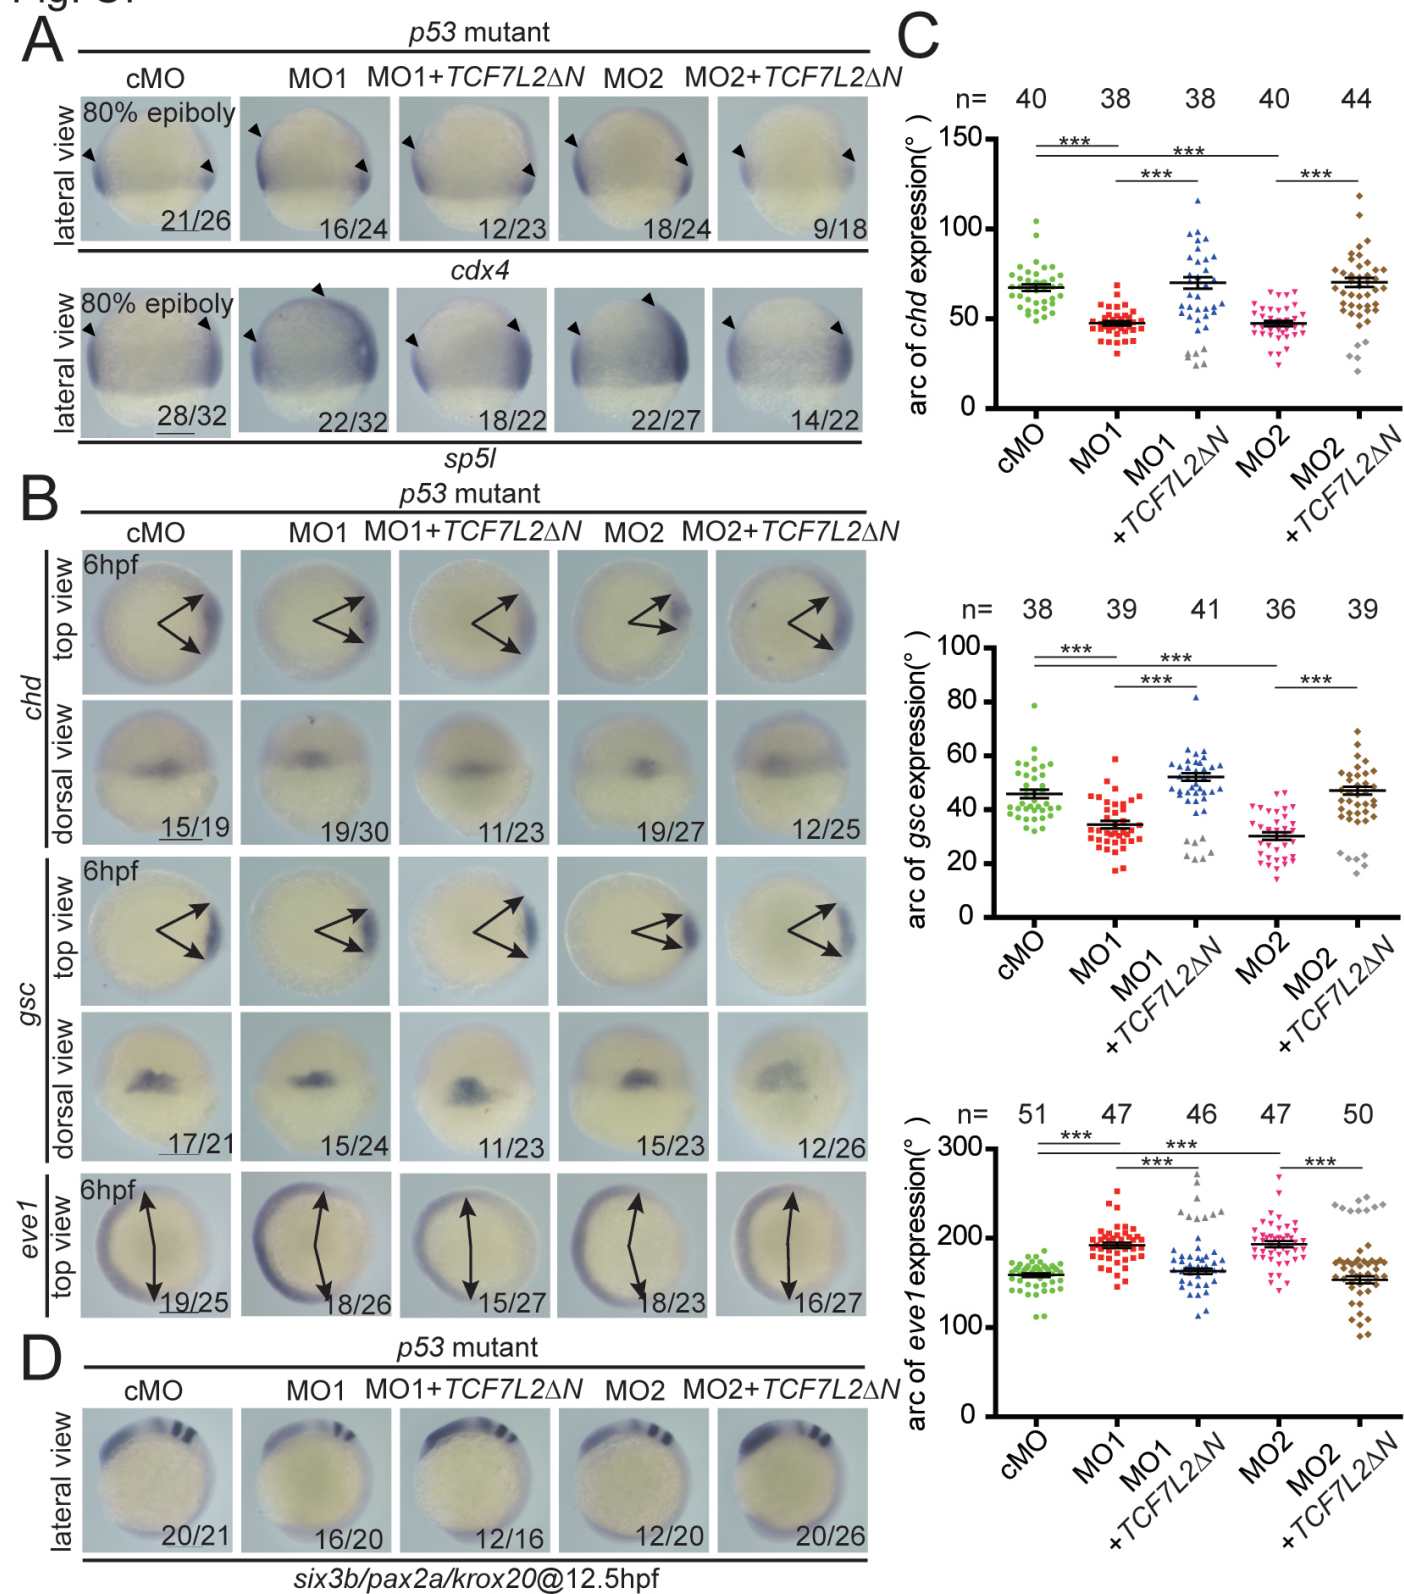 A
p53 mutant
cMO MO1 MO1+TCF7L2ΔN MO2 MO2+TCF7L2ΔN
lateral view
80% epiboly
21/26 16/24 12/23 18/24 9/18
cdx4
lateral view
80% epiboly
28/32 22/32 18/22 22/27 14/22
sp5l
B
p53 mutant
cMO MO1 MO1+TCF7L2ΔN MO2 MO2+TCF7L2ΔN
chd
top view
6hpf
dorsal view
15/19 19/30 11/23 19/27 12/25
gsc
top view
6hpf
dorsal view
17/21 15/24 11/23 15/23 12/26
eve1
top view
6hpf
19/25 18/26 15/27 18/23 16/27
C
n= 40 38 38 40 44
arc of chd expression(° )
150
100
50
0
*** *** *** ***
cMO MO1 MO1 +TCF7L2ΔN MO2 MO2 +TCF7L2ΔN
n= 38 39 41 36 39
arc of gsc expression(° )
100
80
60
40
20
0
*** *** *** ***
cMO MO1 MO1 +TCF7L2ΔN MO2 MO2 +TCF7L2ΔN
n= 51 47 46 47 50
arc of eve1 expression(° )
300
200
100
0
*** *** *** ***
cMO MO1 MO1 +TCF7L2ΔN MO2 MO2 +TCF7L2ΔN
D
p53 mutant
cMO MO1 MO1+TCF7L2ΔN MO2 MO2+TCF7L2ΔN
lateral view
20/21 16/20 12/16 12/20 20/26
six3b/pax2a/krox20@12.5hpf